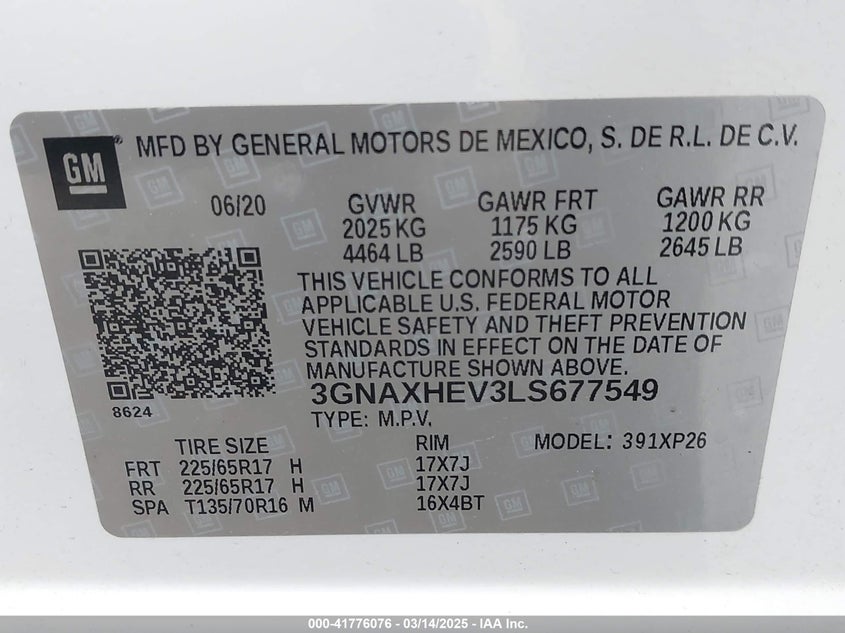 GM ® MFD BY GENERAL MOTORS DE MEXICO, S. DE R.L. DE C.V.
06/20 GVWR GAWR FRT GAWR RR
2025 KG 1175 KG 1200 KG
4464 LB 2590 LB 2645 LB
THIS VEHICLE CONFORMS TO ALL
APPLICABLE U.S. FEDERAL MOTOR
VEHICLE SAFETY AND THEFT PREVENTION
STANDARDS IN EFFECT ON THE DATE OF
MANUFACTURE SHOWN ABOVE.
8624
3GNAXHEV3LS677549
TYPE: M.P.V.
TIRE SIZE RIM MODEL: 391XP26
FRT 225/65R17 H 17X7J
RR 225/65R17 H 17X7J
SPA T135/70R16 M 16X4BT
000-41776076 - 03/14/2025 - IAA Inc.